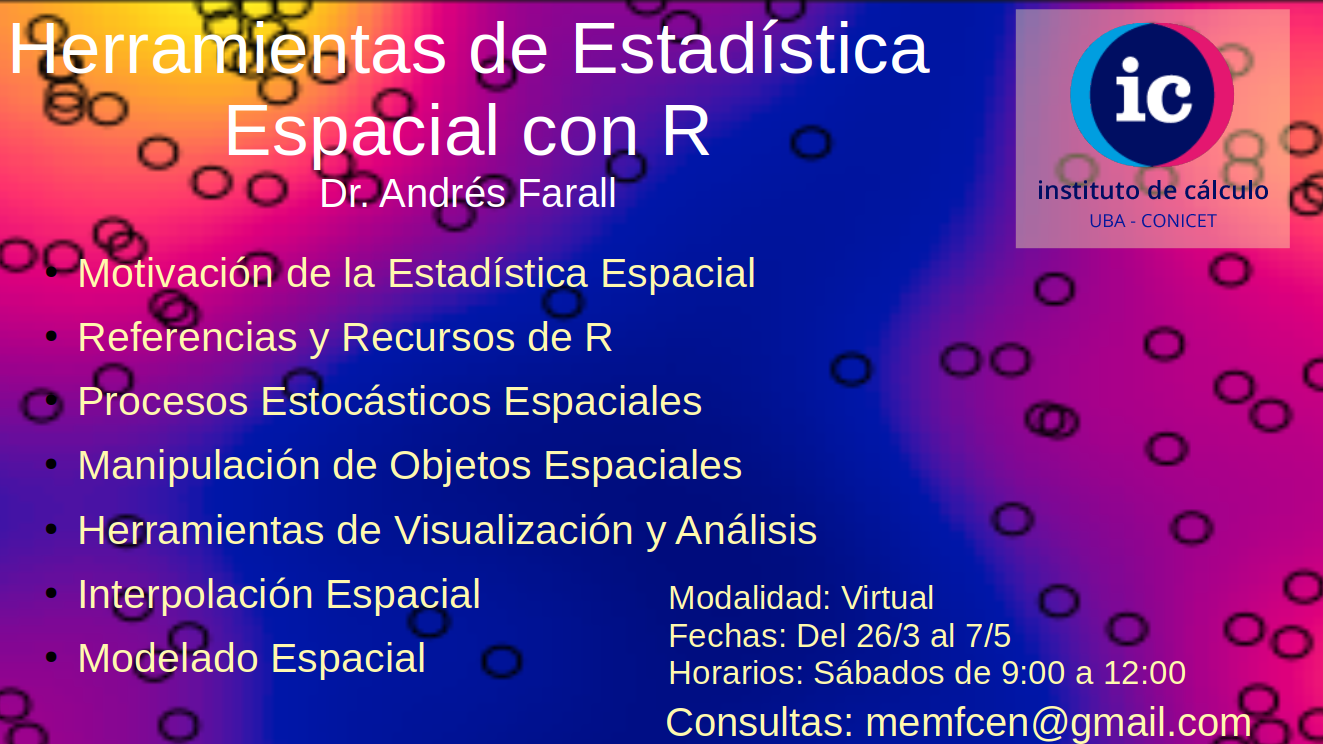 Herramientas de Estadística
Espacial con R
Dr. Andrés Farall
ic
instituto de cálculo
UBA - CONICET
• Motivación de la Estadística Espacial
• Referencias y Recursos de R
• Procesos Estocásticos Espaciales
• Manipulación de Objetos Espaciales
• Herramientas de Visualización y Análisis
• Interpolación Espacial
• Modelado Espacial
Modalidad: Virtual
Fechas: Del 26/3 al 7/5
Horarios: Sábados de 9:00 a 12:00
Consultas: memfcen@gmail.com